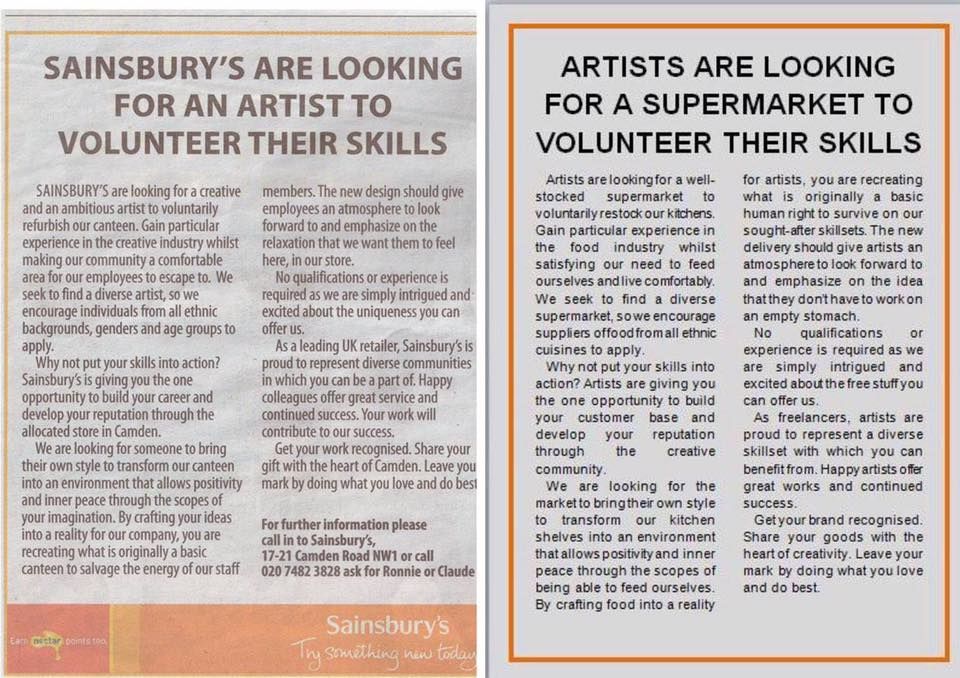 SAINSBURY'S ARE LOOKING
FOR AN ARTIST TO
VOLUNTEER THEIR SKILLS
SAINSBURY'S are looking for a creative
and an ambitious artist to voluntarily
refurbish our canteen. Gain particular
experience in the creative industry whilst
making our community a comfortable
area for our employees to escape to. We
seek to find a diverse artist, so we
encourage individuals from all ethnic
backgrounds, genders and age groups to
apply.
Why not put your skills into action?
Sainsbury's is giving you the one
opportunity to build your career and
develop your reputation through the
allocated store in Camden.
We are looking for someone to bring
their own style to transform our canteen
into an environment that allows positivity
and inner peace through the scopes of
your imagination. By crafting your ideas
into a reality for our company, you are
recreating what is originally a basic
canteen to salvage the energy of our staff
members. The new design should give
employees an atmosphere to look
forward to and emphasize on the
relaxation that we want them to feel
here, in our store.
No qualifications or experience is
required as we are simply intrigued and
excited about the uniqueness you can
offer us.
As a leading UK retailer, Sainsbury's is
proud to represent diverse communities
in which you can be a part of. Happy
colleagues offer great service and
continued success. Your work will
contribute to our success.
Get your work recognised. Share your
gift with the heart of Camden. Leave you
mark by doing what you love and do best
For further information please
call in to Sainsbury's,
17-21 Camden Road NW1 or call
020 7482 3828 ask for Ronnie or Claude
Earn nectar points too.
Sainsbury's
Try something new today
ARTISTS ARE LOOKING
FOR A SUPERMARKET TO
VOLUNTEER THEIR SKILLS
Artists are looking for a well-
stocked supermarket to
voluntarily restock our kitchens.
Gain particular experience in
the food industry whilst
satisfying our need to feed
ourselves and live comfortably.
We seek to find a diverse
supermarket, so we encourage
suppliers of food from all ethnic
cuisines to apply.
Why not put your skills into
action? Artists are giving you
the one opportunity to build
your customer base and
develop your reputation
through the creative
community.
We are looking for the
market to bring their own style
to transform our kitchen
shelves into an environment
that allows positivity and inner
peace through the scopes of
being able to feed ourselves.
By crafting food into a reality
for artists, you are recreating
what is originally a basic
human right to survive on our
sought-after skillsets. The new
delivery should give artists an
atmosphere to look forward to
and emphasize on the idea
that they don't have to work on
an empty stomach.
No qualifications or
experience is required as we
are simply intrigued and
excited about the free stuff you
can offer us.
As freelancers, artists are
proud to represent a diverse
skillset with which you can
benefit from. Happy artists offer
great works and continued
success.
Get your brand recognised.
Share your goods with the
heart of creativity. Leave your
mark by doing what you love
and do best.